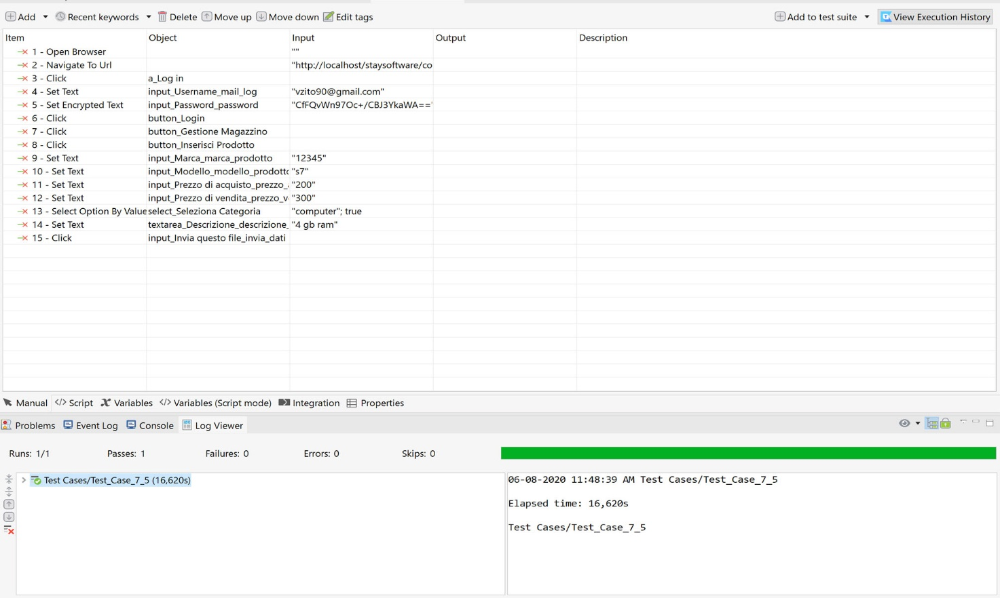 Add Recent keywords Delete Move up Move down Edit tags Add to test suite View Execution History
Item Object Input Output Description
1 - Open Browser ""
2 - Navigate To Url "http://localhost/staysoftware/co
3 - Click a_Log in
4 - Set Text input_Username_mail_log "vzito90@gmail.com"
5 - Set Encrypted Text input_Password_password "CfFQvWn97Oc+/CBJ3YkaWA=="
6 - Click button_Login
7 - Click button_Gestione Magazzino
8 - Click button_Inserisci Prodotto
9 - Set Text input_Marca_marca_prodotto "12345"
10 - Set Text input_Modello_modello_prodotto "s7"
11 - Set Text input_Prezzo di acquisto_prezzo_ "200"
12 - Set Text input_Prezzo di vendita_prezzo_v "300"
13 - Select Option By Value select_Seleziona Categoria "computer"; true
14 - Set Text textarea_Descrizione_descrizione_ "4 gb ram"
15 - Click input_Invia questo file_invia_dati
Manual Script Variables Variables (Script mode) Integration Properties
Problems Event Log Console Log Viewer
Runs: 1/1 Passes: 1 Failures: 0 Errors: 0 Skips: 0
Test Cases/Test_Case_7_5 (16,620s)
06-08-2020 11:48:39 AM Test Cases/Test_Case_7_5
Elapsed time: 16,620s
Test Cases/Test_Case_7_5